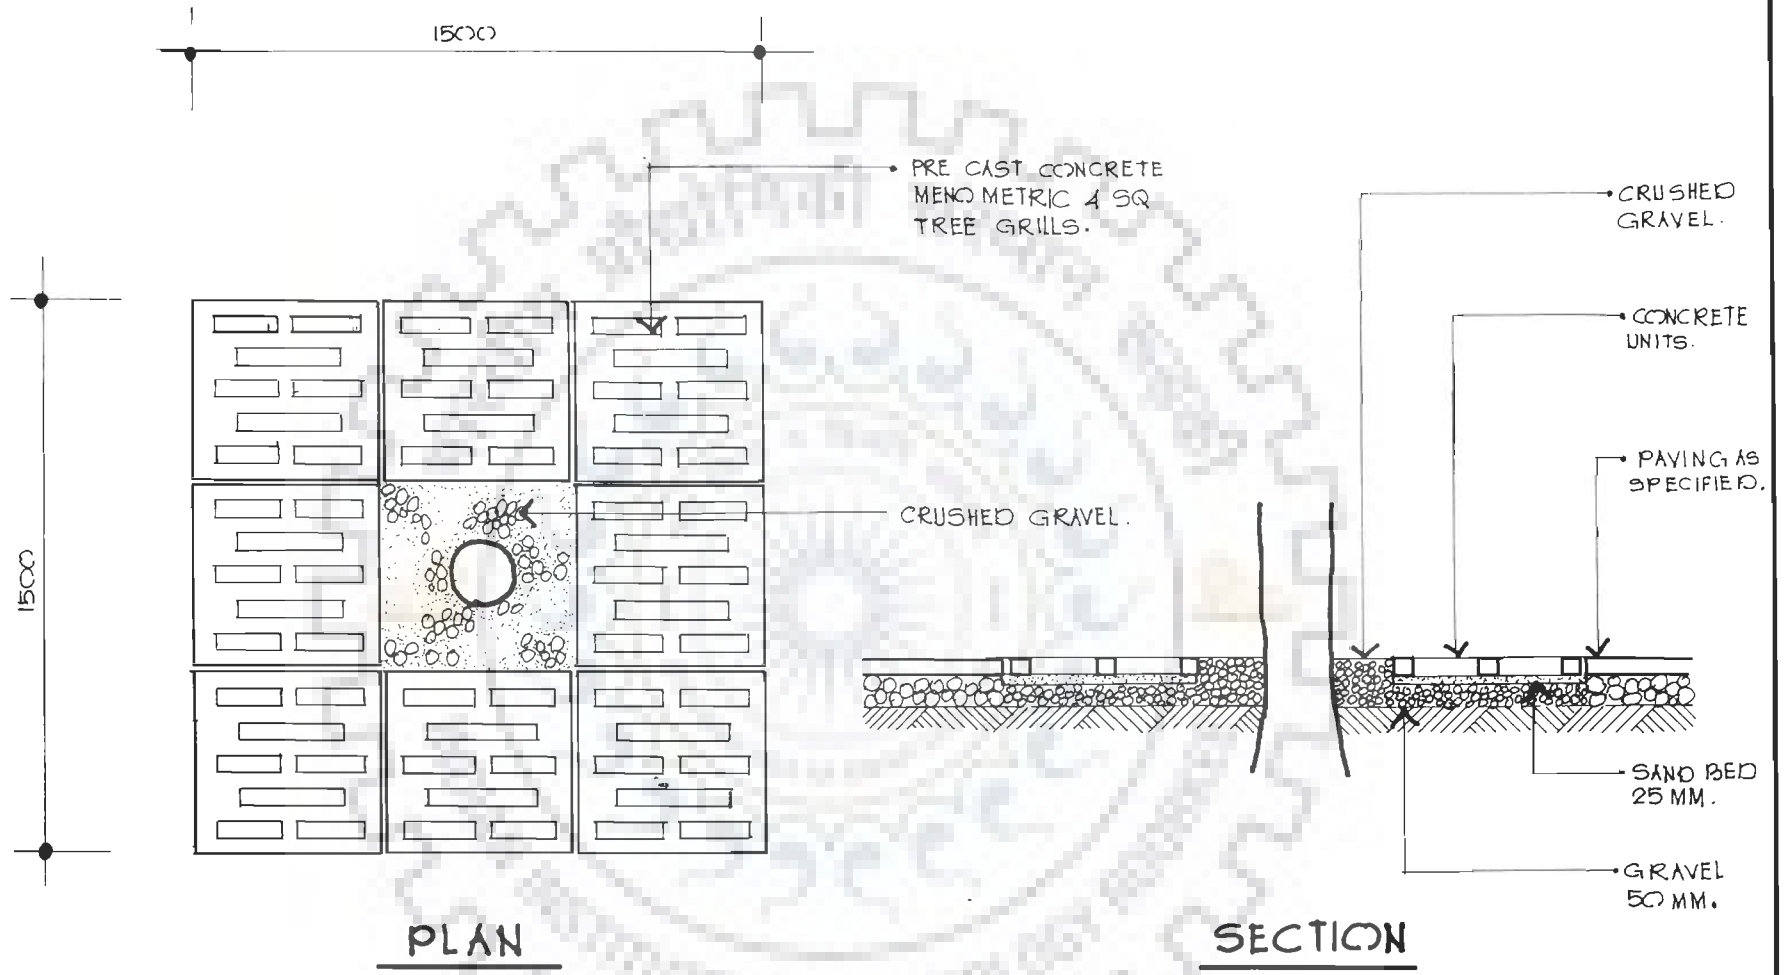 1500
PRE CAST CONCRETE
MENO METRIC 4 SQ
TREE GRILLS.
CRUSHED
GRAVEL.
CONCRETE
UNITS.
PAVING AS
SPECIFIED.
CRUSHED GRAVEL.
1500
SAND BED
25 MM.
GRAVEL
50 MM.
PLAN
SECTION